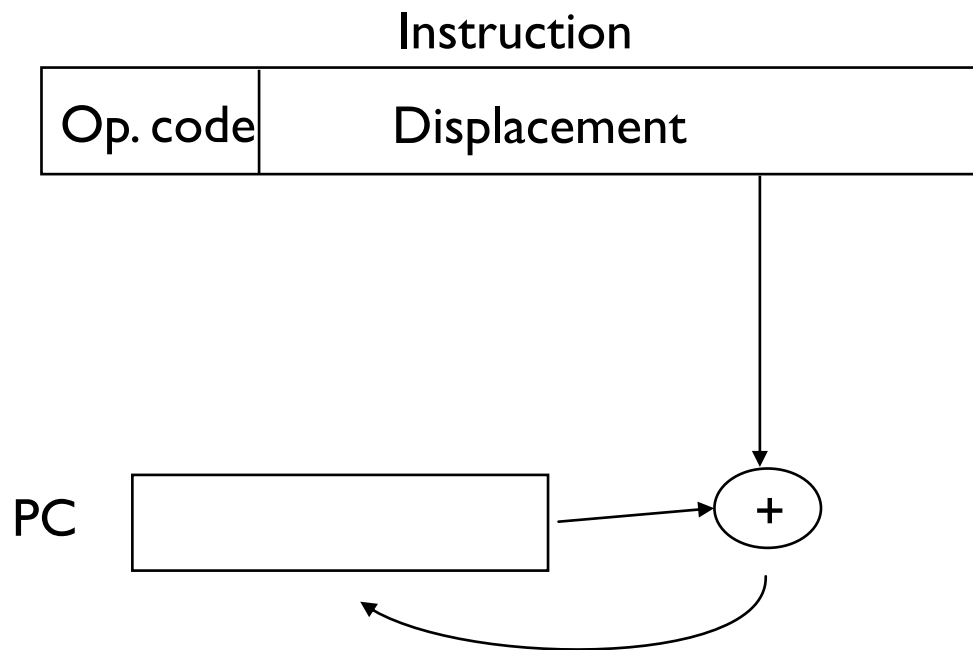 Instruction
Op. code Displacement
PC
+